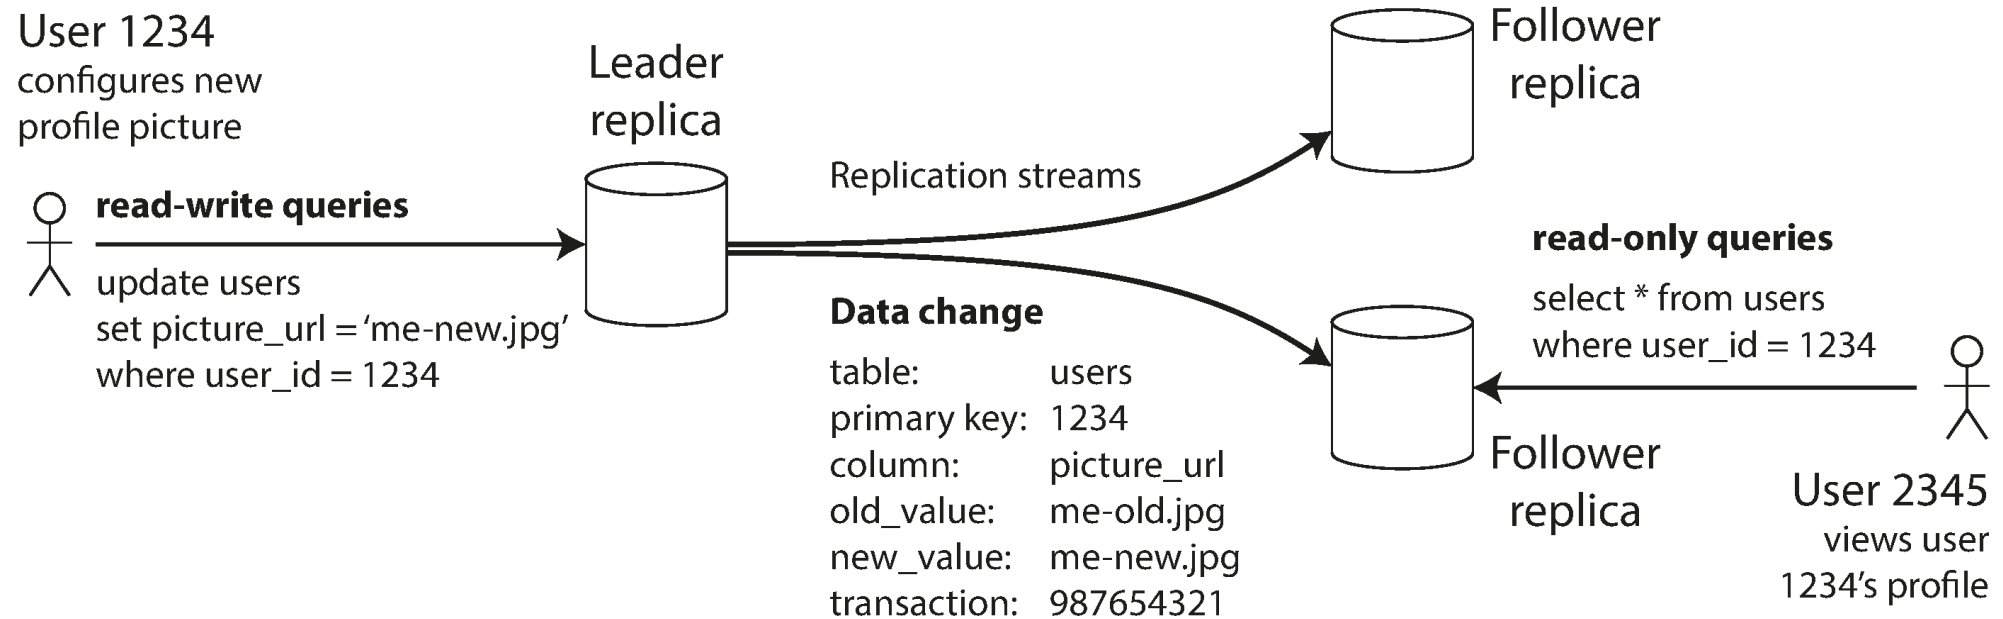 User 1234
configures new
profile picture
read-write queries
update users
set picture_url = ‘me-new.jpg’
where user_id = 1234
Leader
replica
Replication streams
Data change
table: users
primary key: 1234
column: picture_url
old_value: me-old.jpg
new_value: me-new.jpg
transaction: 987654321
Follower
replica
read-only queries
select * from users
where user_id = 1234
Follower
replica
User 2345
views user
1234’s profile